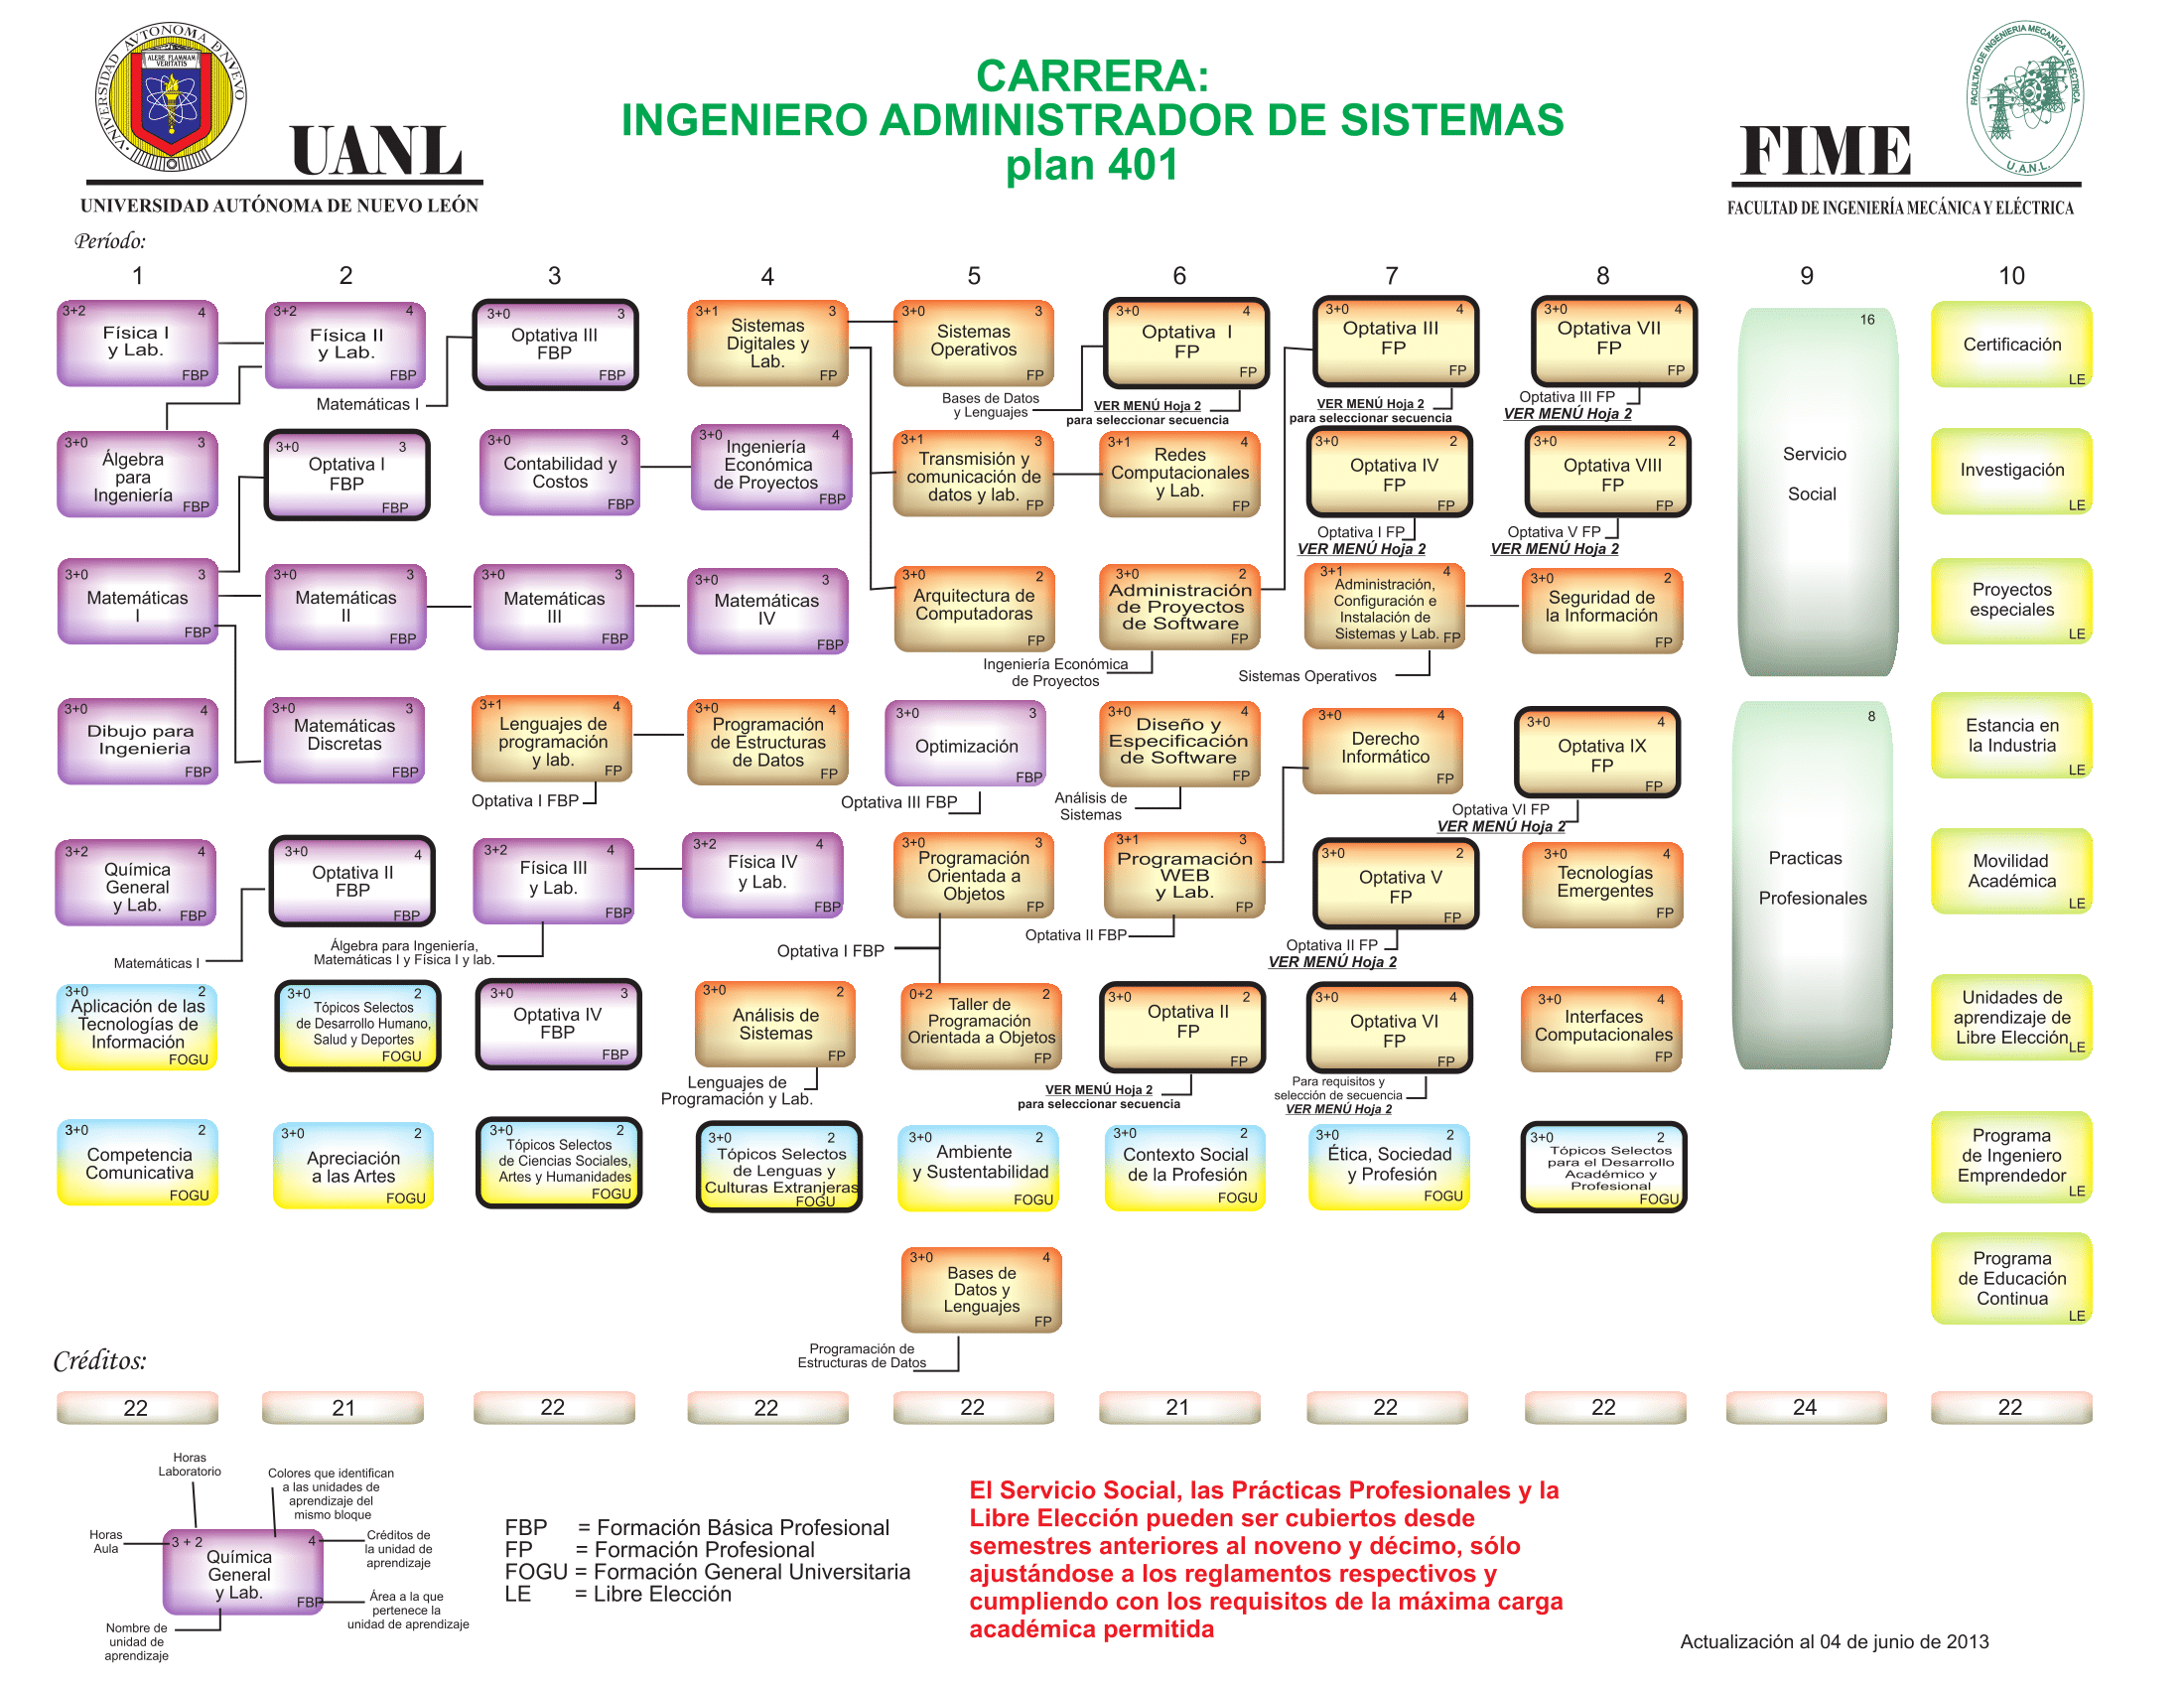 UNIVERSIDAD AUTONOMA DE NUEVO
ALERE FLAMMAM
VERITATIS
UANL
UNIVERSIDAD AUTÓNOMA DE NUEVO LEÓN
CARRERA:
INGENIERO ADMINISTRADOR DE SISTEMAS
plan 401
FACULTAD DE INGENIERIA MECANICA Y ELECTRICA
U.A.N.L.
FIME
FACULTAD DE INGENIERÍA MECÁNICA Y ELÉCTRICA
Período:
1 2 3 4 5 6 7 8 9 10
3+2 4
Física I
y Lab.
FBP
3+2 4
Física II
y Lab.
FBP
3+0 3
Optativa III
FBP
FBP
Matemáticas I
3+1 3
Sistemas
Digitales y
Lab.
FP
3+0 3
Sistemas
Operativos
FP
3+0 4
Optativa I
FP
FP
Bases de Datos
y Lenguajes
VER MENÚ Hoja 2
para seleccionar secuencia
3+0 4
Optativa III
FP
FP
VER MENÚ Hoja 2
para seleccionar secuencia
3+0 4
Optativa VII
FP
FP
Optativa III FP
VER MENÚ Hoja 2
16
Servicio
Social
Certificación
LE
3+0 3
Álgebra
para
Ingeniería
FBP
3+0 3
Optativa I
FBP
FBP
3+0 3
Contabilidad y
Costos
FBP
3+0 4
Ingeniería
Económica
de Proyectos
FBP
3+1 3
Transmisión y
comunicación de
datos y lab.
FP
3+1 4
Redes
Computacionales
y Lab.
FP
3+0 2
Optativa IV
FP
FP
Optativa I FP
VER MENÚ Hoja 2
3+0 2
Optativa VIII
FP
FP
Optativa V FP
VER MENÚ Hoja 2
Investigación
LE
3+0 3
Matemáticas
I
FBP
3+0 3
Matemáticas
II
FBP
3+0 3
Matemáticas
III
FBP
3+0 3
Matemáticas
IV
FBP
3+0 2
Arquitectura de
Computadoras
FP
3+0 2
Administración
de Proyectos
de Software
FP
Ingeniería Económica
de Proyectos
3+1 4
Administración,
Configuración e
Instalación de
Sistemas y Lab.
FP
Sistemas Operativos
3+0 2
Seguridad de
la Información
FP
Proyectos
especiales
LE
3+0 4
Dibujo para
Ingenieria
FBP
3+0 3
Matemáticas
Discretas
FBP
3+1 4
Lenguajes de
programación
y lab.
FP
Optativa I FBP
3+0 4
Programación
de Estructuras
de Datos
FP
3+0 3
Optimización
FBP
Optativa III FBP
3+0 4
Diseño y
Especificación
de Software
FP
Análisis de
Sistemas
3+0 4
Derecho
Informático
FP
3+0 4
Optativa IX
FP
FP
Optativa VI FP
VER MENÚ Hoja 2
8
Practicas
Profesionales
Estancia en
la Industria
LE
3+2 4
Química
General
y Lab.
FBP
Matemáticas I
3+0 4
Optativa II
FBP
FBP
3+2 4
Física III
y Lab.
FBP
Álgebra para Ingeniería,
Matemáticas I y Física I y lab.
3+2 4
Física IV
y Lab.
FBP
3+0 3
Programación
Orientada a
Objetos
FP
Optativa I FBP
3+1 3
Programación
WEB
y Lab.
FP
Optativa II FBP
3+0 2
Optativa V
FP
FP
Optativa II FP
VER MENÚ Hoja 2
3+0 4
Tecnologías
Emergentes
FP
Movilidad
Académica
LE
3+0 2
Aplicación de las
Tecnologías de
Información
FOGU
3+0 2
Tópicos Selectos
de Desarrollo Humano,
Salud y Deportes
FOGU
3+0 3
Optativa IV
FBP
FBP
3+0 2
Análisis de
Sistemas
FP
Lenguajes de
Programación y Lab.
0+2 2
Taller de
Programación
Orientada a Objetos
FP
3+0 2
Optativa II
FP
FP
VER MENÚ Hoja 2
para seleccionar secuencia
3+0 4
Optativa VI
FP
FP
Para requisitos y
selección de secuencia
VER MENÚ Hoja 2
3+0 4
Interfaces
Computacionales
FP
Unidades de
aprendizaje de
Libre Elección
LE
3+0 2
Competencia
Comunicativa
FOGU
3+0 2
Apreciación
a las Artes
FOGU
3+0 2
Tópicos Selectos
de Ciencias Sociales,
Artes y Humanidades
FOGU
3+0 2
Tópicos Selectos
de Lenguas y
Culturas Extranjeras
FOGU
3+0 2
Ambiente
y Sustentabilidad
FOGU
3+0 2
Contexto Social
de la Profesión
FOGU
3+0 2
Ética, Sociedad
y Profesión
FOGU
3+0 2
Tópicos Selectos
para el Desarrollo
Académico y
Profesional
FOGU
Programa
de Ingeniero
Emprendedor
LE
3+0 4
Bases de
Datos y
Lenguajes
FP
Programación de
Estructuras de Datos
Programa
de Educación
Continua
LE
Créditos:
22 21 22 22 22 21 22 22 24 22
Horas
Laboratorio
Colores que identifican
a las unidades de
aprendizaje del
mismo bloque
Horas
Aula
3 + 2 4
Química
General
y Lab.
FBP
Créditos de
la unidad de
aprendizaje
Área a la que
pertenece la
unidad de aprendizaje
Nombre de
unidad de
aprendizaje
FBP = Formación Básica Profesional
FP = Formación Profesional
FOGU = Formación General Universitaria
LE = Libre Elección
El Servicio Social, las Prácticas Profesionales y la
Libre Elección pueden ser cubiertos desde
semestres anteriores al noveno y décimo, sólo
ajustándose a los reglamentos respectivos y
cumpliendo con los requisitos de la máxima carga
académica permitida
Actualización al 04 de junio de 2013